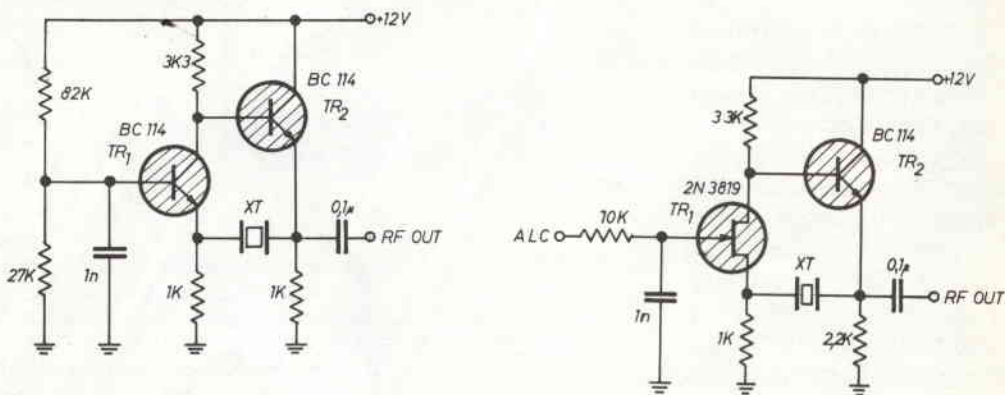 +12V
3K3
82K
BC 114
TR2
BC 114
TR1
XT
0,1µ
RF OUT
27K
1n
1K
1K
+12V
3.3K
BC 114
TR2
2N 3819
TR1
10K
ALC
XT
0,1µ
RF OUT
1n
1K
2,2K